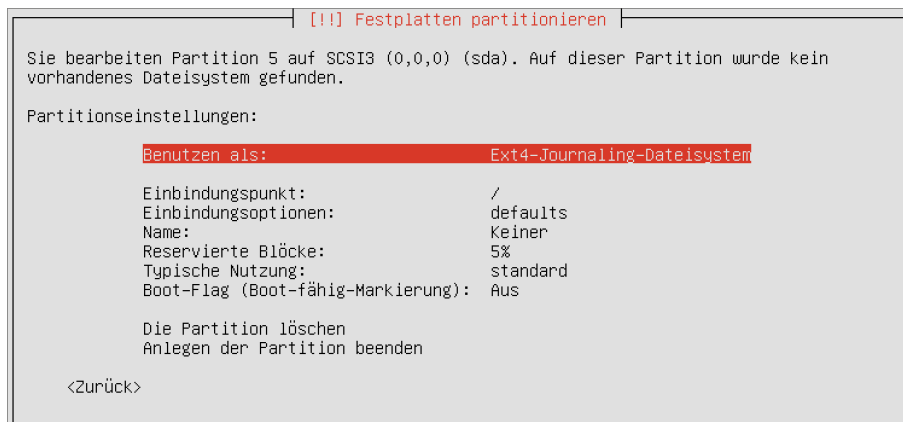 [!!] Festplatten partitionieren
Sie bearbeiten Partition 5 auf SCSI3 (0,0,0) (sda). Auf dieser Partition wurde kein
vorhandenes Dateisystem gefunden.
Partitionseinstellungen:
Benutzen als: Ext4-Journaling-Dateisystem
Einbindungspunkt: /
Einbindungsoptionen: defaults
Name: Keiner
Reservierte Blöcke: 5%
Typische Nutzung: standard
Boot-Flag (Boot-fähig-Markierung): Aus
Die Partition löschen
Anlegen der Partition beenden
<Zurück>